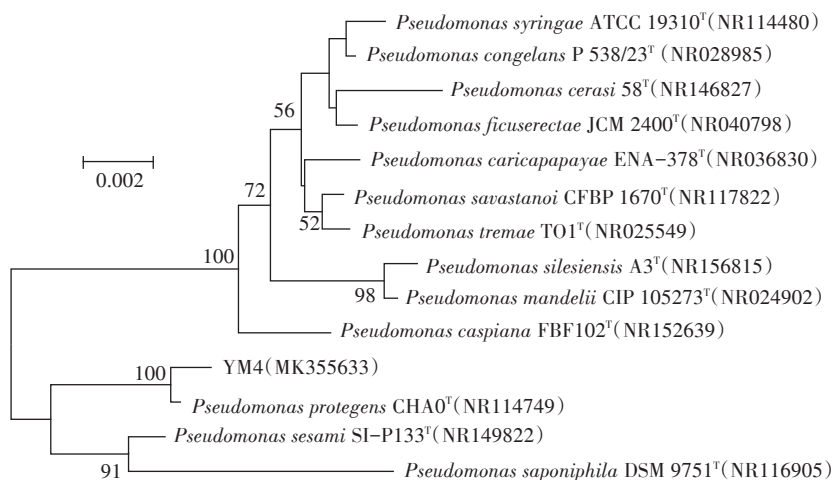 Pseudomonas syringae ATCC 19310ᵀ(NR114480)
Pseudomonas congelans P 538/23ᵀ (NR028985)
Pseudomonas cerasi 58ᵀ(NR146827)
56
Pseudomonas ficuserectae JCM 2400ᵀ(NR040798)
Pseudomonas caricapapayae ENA-378ᵀ(NR036830)
0.002
72
Pseudomonas savastanoi CFBP 1670ᵀ(NR117822)
52
Pseudomonas tremae TO1ᵀ(NR025549)
100
Pseudomonas silesiensis A3ᵀ(NR156815)
98
Pseudomonas mandelii CIP 105273ᵀ(NR024902)
Pseudomonas caspiana FBF102ᵀ(NR152639)
100
YM4(MK355633)
Pseudomonas protegens CHA0ᵀ(NR114749)
Pseudomonas sesami SI-P133ᵀ(NR149822)
91
Pseudomonas saponiphila DSM 9751ᵀ(NR116905)